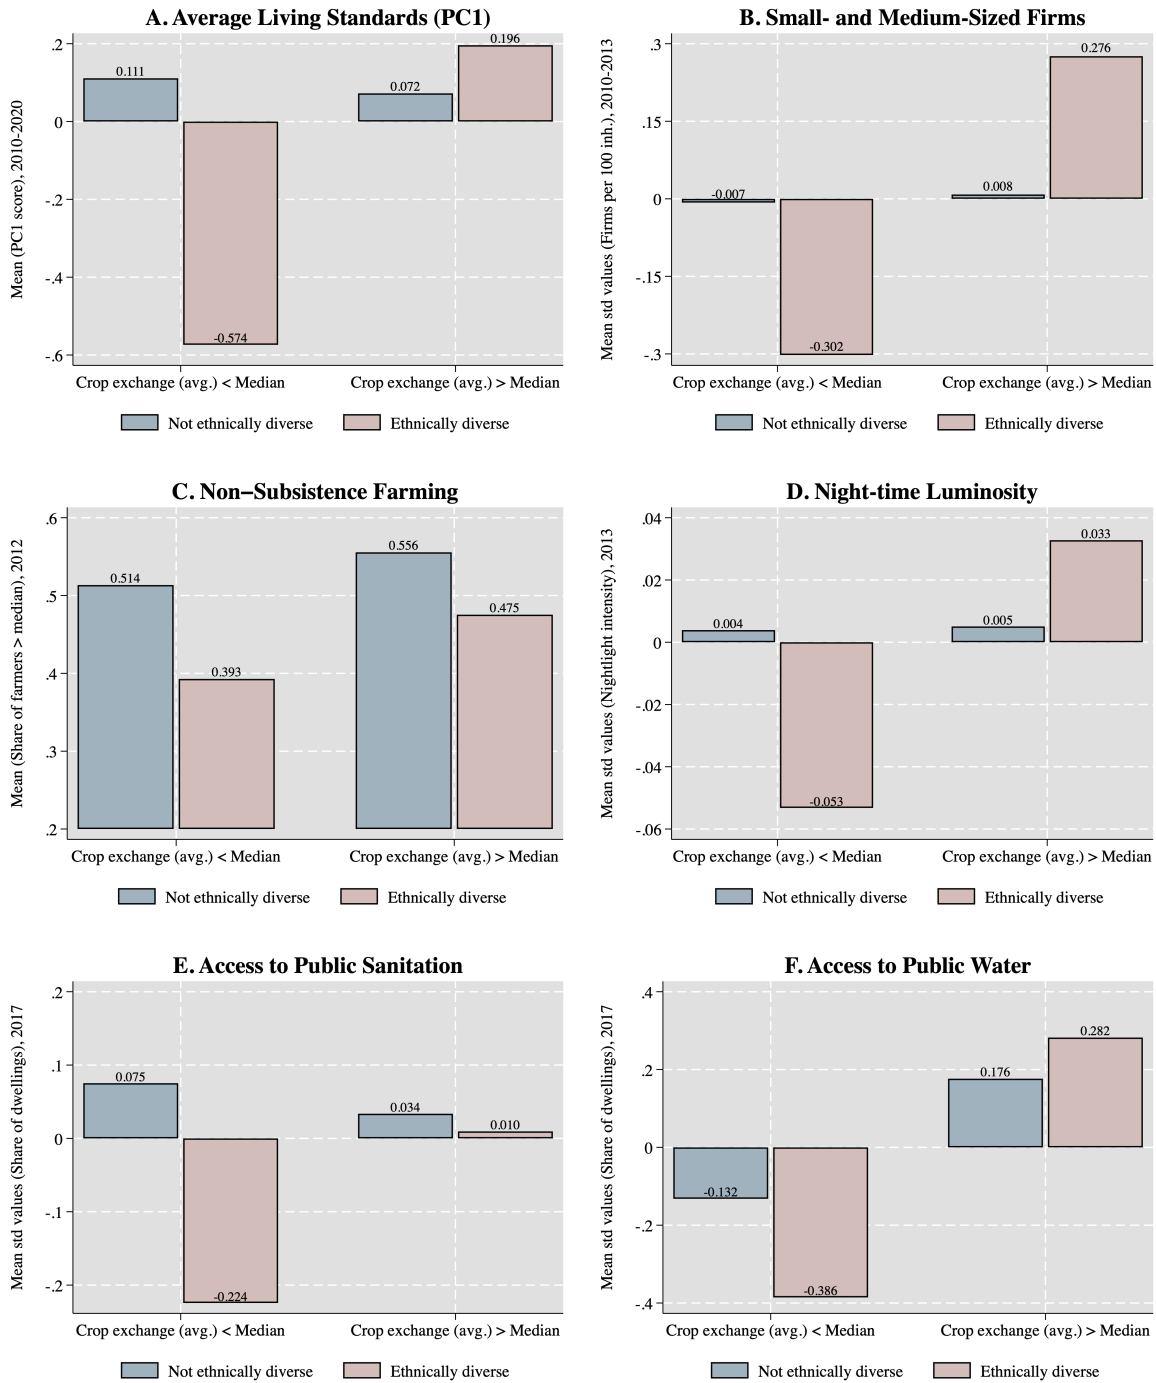 A. Average Living Standards (PC1)
Mean (PC1 score), 2010-2020
.2
0
-.2
-.4
-.6
0.111
-0.574
0.072
0.196
Crop exchange (avg.) < Median
Crop exchange (avg.) > Median
Not ethnically diverse
Ethnically diverse
B. Small- and Medium-Sized Firms
Mean std values (Firms per 100 inh.), 2010-2013
.3
.15
0
-.15
-.3
-0.007
-0.302
0.008
0.276
Crop exchange (avg.) < Median
Crop exchange (avg.) > Median
Not ethnically diverse
Ethnically diverse
C. Non−Subsistence Farming
Mean (Share of farmers > median), 2012
.6
.5
.4
.3
.2
0.514
0.393
0.556
0.475
Crop exchange (avg.) < Median
Crop exchange (avg.) > Median
Not ethnically diverse
Ethnically diverse
D. Night-time Luminosity
Mean std values (Nightlight intensity), 2013
.04
.02
0
-.02
-.04
-.06
0.004
-0.053
0.005
0.033
Crop exchange (avg.) < Median
Crop exchange (avg.) > Median
Not ethnically diverse
Ethnically diverse
E. Access to Public Sanitation
Mean std values (Share of dwellings), 2017
.2
.1
0
-.1
-.2
0.075
-0.224
0.034
0.010
Crop exchange (avg.) < Median
Crop exchange (avg.) > Median
Not ethnically diverse
Ethnically diverse
F. Access to Public Water
Mean std values (Share of dwellings), 2017
.4
.2
0
-.2
-.4
-0.132
-0.386
0.176
0.282
Crop exchange (avg.) < Median
Crop exchange (avg.) > Median
Not ethnically diverse
Ethnically diverse